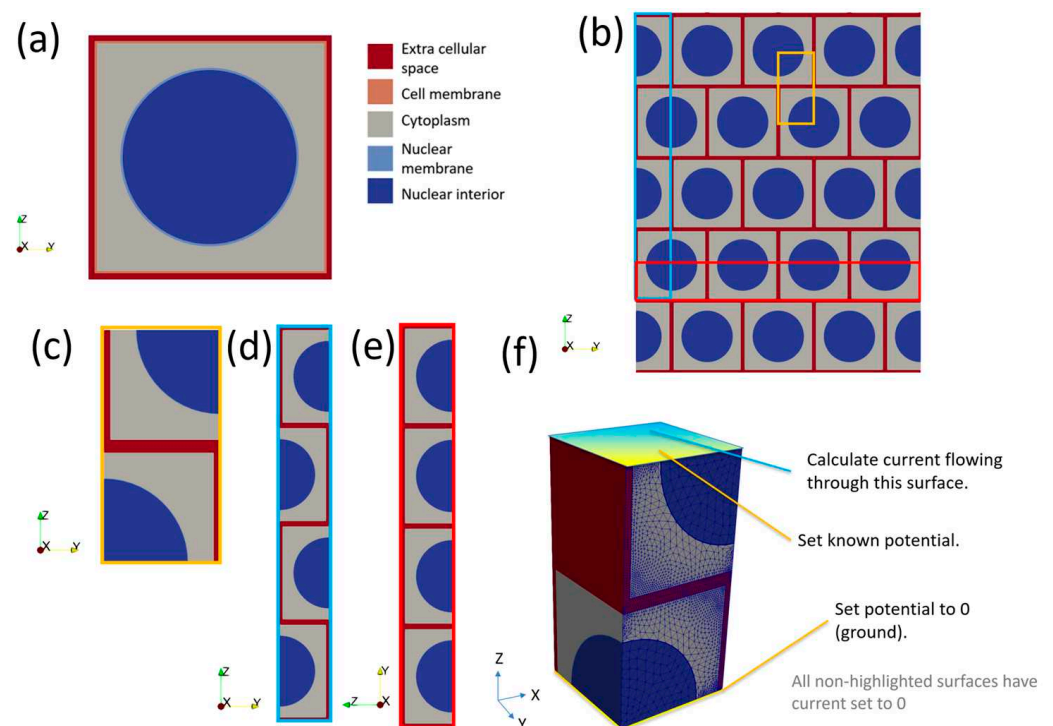 (a)
Extra cellular
space
Cell membrane
Cytoplasm
Nuclear
membrane
Nuclear interior
Z
X
Y
(b)
Z
X
Y
(c)
Z
X
Y
(d)
Z
X
Y
(e)
Y
Z
X
(f)
Calculate current flowing
through this surface.
Set known potential.
Set potential to 0
(ground).
All non-highlighted surfaces have
current set to 0
Z
X
Y